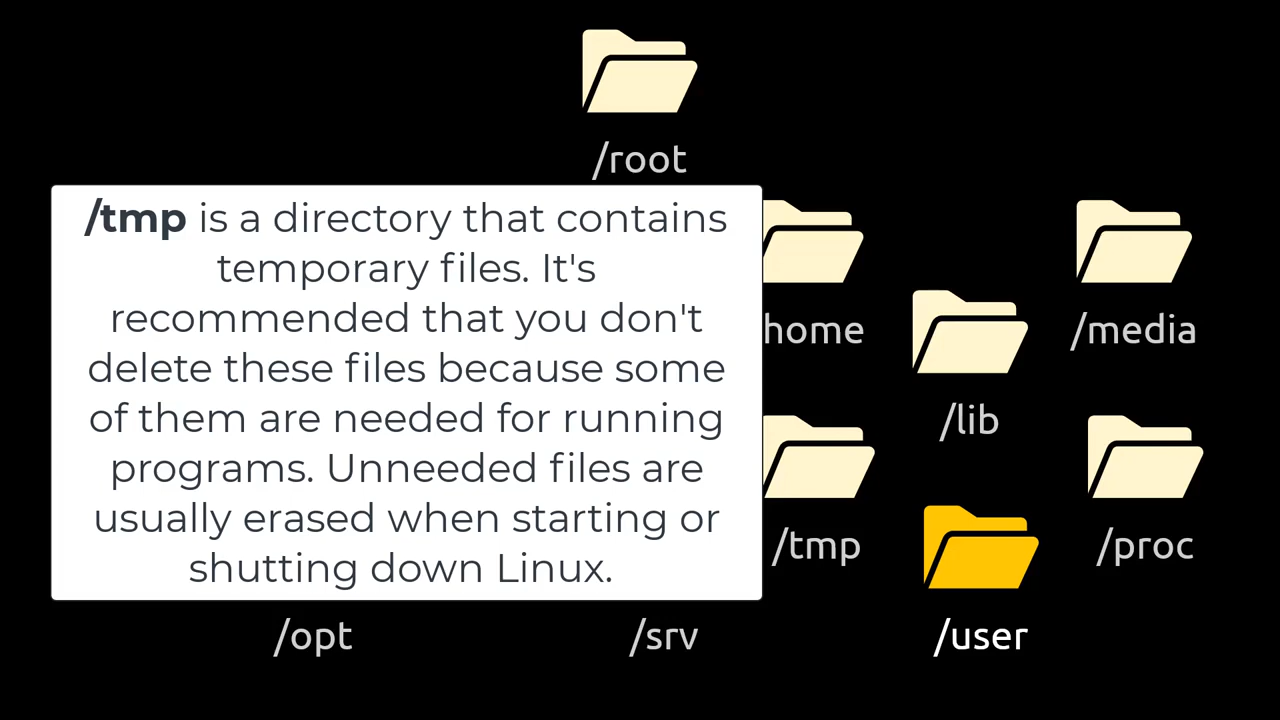 /root
/tmp is a directory that contains
temporary files. It's
recommended that you don't
delete these files because some
of them are needed for running
programs. Unneeded files are
usually erased when starting or
shutting down Linux.
home
/media
/lib
/tmp
/proc
/opt
/srv
/user